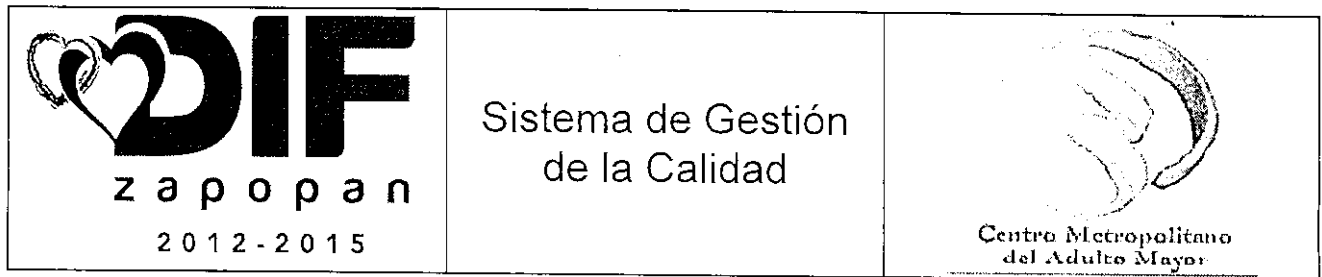 DIF
zapopan
2012-2015
Sistema de Gestión
de la Calidad
Centro Metropolitano
del Adulto Mayor